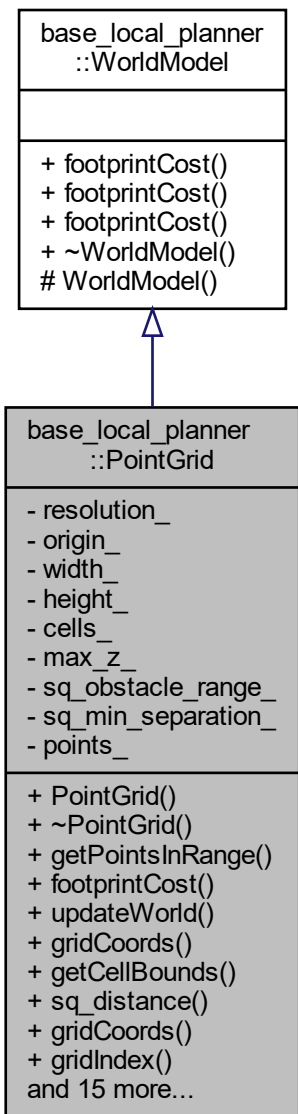 base_local_planner
::WorldModel
+ footprintCost()
+ footprintCost()
+ footprintCost()
+ ~WorldModel()
# WorldModel()
base_local_planner
::PointGrid
- resolution_
- origin_
- width_
- height_
- cells_
- max_z_
- sq_obstacle_range_
- sq_min_separation_
- points_
+ PointGrid()
+ ~PointGrid()
+ getPointsInRange()
+ footprintCost()
+ updateWorld()
+ gridCoords()
+ getCellBounds()
+ sq_distance()
+ gridCoords()
+ gridIndex()
and 15 more...